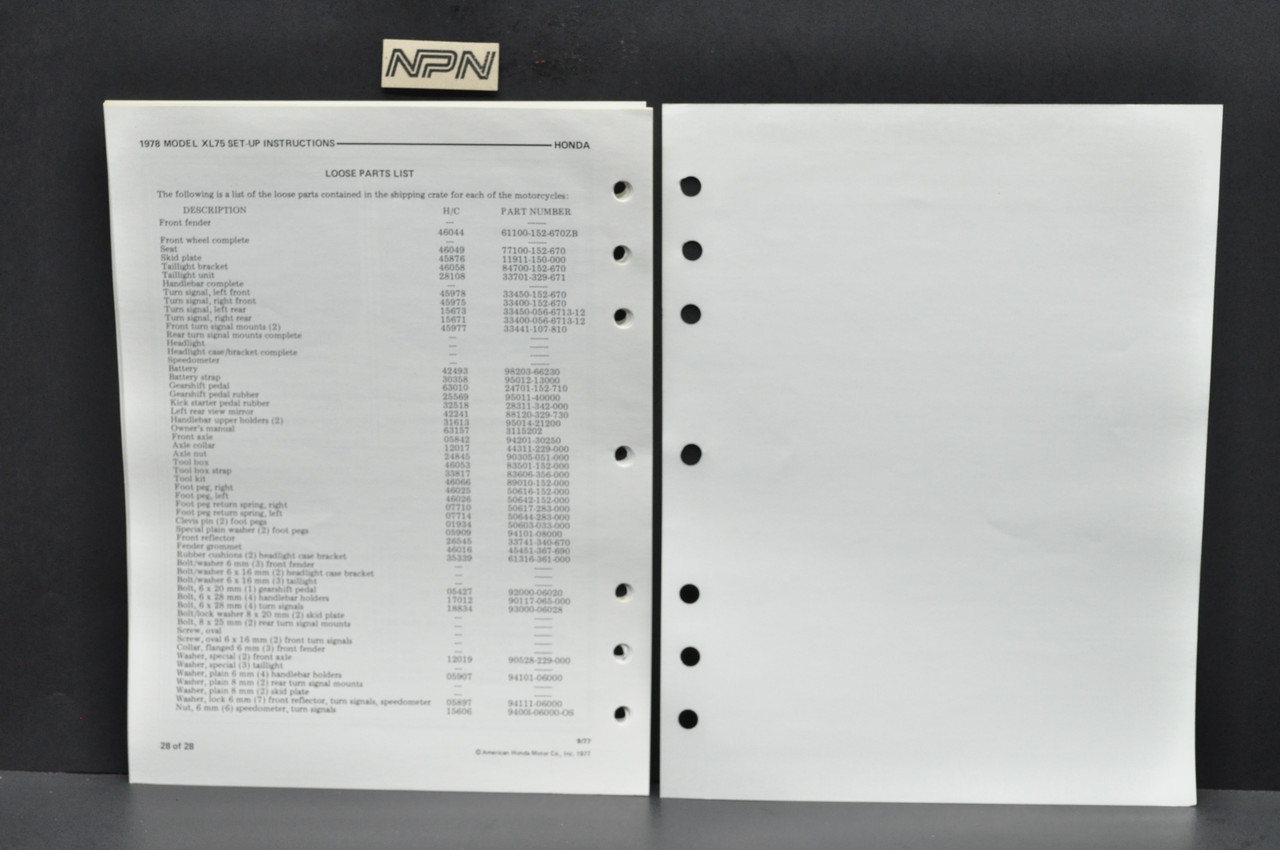 NPN
1978 MODEL XL75 SET-UP INSTRUCTIONS HONDA
LOOSE PARTS LIST
The following is a list of the loose parts contained in the shipping crate for each of the motorcycles:
DESCRIPTION H/C PART NUMBER
Front fender — —
46044 61100-152-670ZB
Front wheel complete — —
Seat 46049 77100-152-670
Skid plate 45876 11911-150-000
Taillight bracket 46058 84700-152-670
Taillight unit 28108 33701-329-671
Handlebar complete — —
Turn signal, left front 45978 33450-152-670
Turn signal, right front 45975 33400-152-670
Turn signal, left rear 15673 33450-056-6713-12
Turn signal, right rear 15671 33400-056-6713-12
Front turn signal mounts (2) 45977 33441-107-810
Rear turn signal mounts complete — —
Headlight — —
Headlight case/bracket complete — —
Speedometer — —
Battery 42493 98203-66230
Battery strap 30358 95012-13000
Gearshift pedal 63010 24701-152-710
Gearshift pedal rubber 25569 95011-40000
Kick starter pedal rubber 32518 28311-342-000
Left rear view mirror 42241 88120-329-730
Handlebar upper holders (2) 31613 95014-21200
Owner's manual 63157 3115202
Front axle 05842 94201-30250
Axle collar 12017 44311-229-000
Axle nut 24845 90305-051-000
Tool box 46053 83501-152-000
Tool box strap 33817 83606-356-000
Tool kit 46066 89010-152-000
Foot peg, right 46025 50616-152-000
Foot peg, left 46026 50642-152-000
Foot peg return spring, right 07710 50617-283-000
Foot peg return spring, left 07714 50644-283-000
Clevis pin (2) foot pegs 01934 50603-033-000
Special plain washer (2) foot pegs 05909 94101-08000
Front reflector 26545 33741-340-670
Fender grommet 46016 45451-367-690
Rubber cushions (2) headlight case bracket 35339 61316-361-000
Bolt/washer 6 mm (3) front fender — —
Bolt/washer 6 x 16 mm (2) headlight case bracket — —
Bolt/washer 6 x 16 mm (3) taillight — —
Bolt, 6 x 20 mm (1) gearshift pedal 05427 92000-06020
Bolt, 6 x 28 mm (4) handlebar holders 17012 90117-065-000
Bolt, 6 x 28 mm (4) turn signals 18834 93000-06028
Bolt/lock washer 8 x 20 mm (2) skid plate — —
Bolt, 8 x 25 mm (2) rear turn signal mounts — —
Screw, oval — —
Screw, oval 6 x 16 mm (2) front turn signals — —
Collar, flanged 6 mm (3) front fender — —
Washer, special (2) front axle 12019 90528-229-000
Washer, special (3) taillight — —
Washer, plain 6 mm (4) handlebar holders 05907 94101-06000
Washer, plain 8 mm (2) rear turn signal mounts — —
Washer, plain 8 mm (2) skid plate — —
Washer, lock 6 mm (7) front reflector, turn signals, speedometer 05897 94111-06000
Nut, 6 mm (6) speedometer, turn signals 15606 94001-06000-OS
9/77
28 of 28 © American Honda Motor Co., Inc. 1977